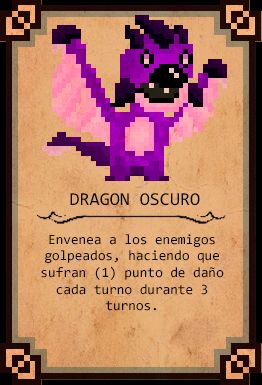 DRAGON OSCURO
Envenea a los enemigos
golpeados, haciendo que
sufran (1) punto de daño
cada turno durante 3
turnos.